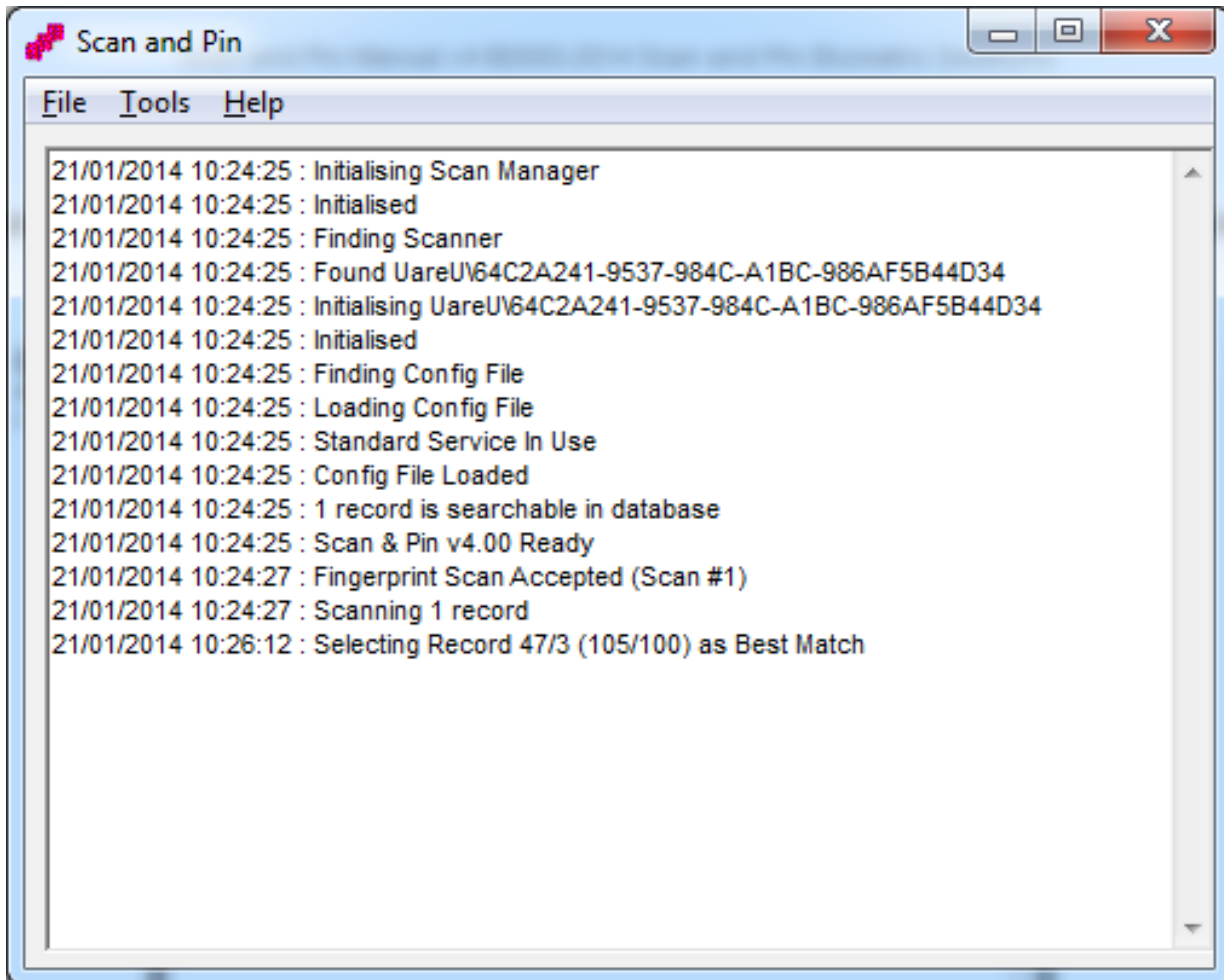 Scan and Pin
File Tools Help
21/01/2014 10:24:25 : Initialising Scan Manager
21/01/2014 10:24:25 : Initialised
21/01/2014 10:24:25 : Finding Scanner
21/01/2014 10:24:25 : Found UareU\64C2A241-9537-984C-A1BC-986AF5B44D34
21/01/2014 10:24:25 : Initialising UareU\64C2A241-9537-984C-A1BC-986AF5B44D34
21/01/2014 10:24:25 : Initialised
21/01/2014 10:24:25 : Finding Config File
21/01/2014 10:24:25 : Loading Config File
21/01/2014 10:24:25 : Standard Service In Use
21/01/2014 10:24:25 : Config File Loaded
21/01/2014 10:24:25 : 1 record is searchable in database
21/01/2014 10:24:25 : Scan & Pin v4.00 Ready
21/01/2014 10:24:27 : Fingerprint Scan Accepted (Scan #1)
21/01/2014 10:24:27 : Scanning 1 record
21/01/2014 10:26:12 : Selecting Record 47/3 (105/100) as Best Match